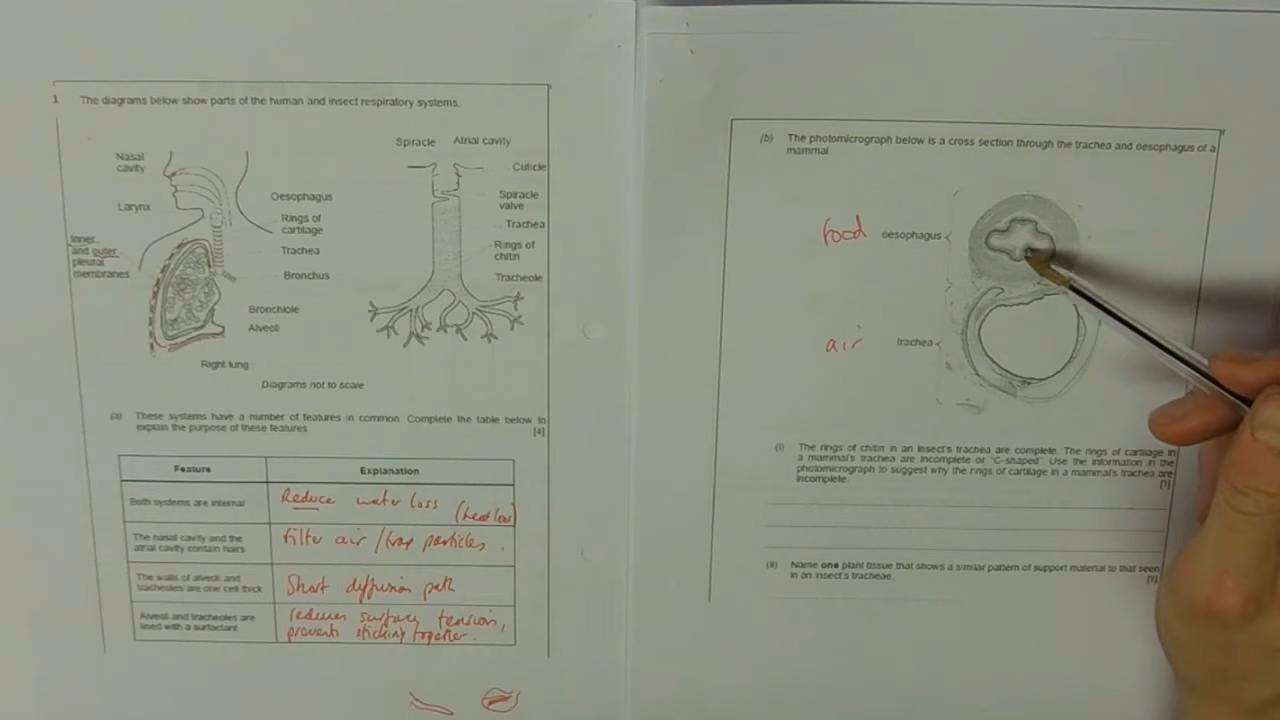 1 The diagrams below show parts of the human and insect respiratory systems.
Nasal
cavity
Larynx
Inner
and outer
pleural
membranes
Oesophagus
Rings of
cartilage
Trachea
Bronchus
Bronchiole
Alveoli
Right lung
Spiracle
Atrial cavity
Cuticle
Spiracle
valve
Trachea
Rings of
chitin
Tracheole
Diagrams not to scale
(a) These systems have a number of features in common. Complete the table below to
explain the purpose of these features.
[4]
Feature Explanation
Both systems are internal
Reduce water loss (heat loss)
The nasal cavity and the
atrial cavity contain hairs
filter air / trap particles.
The walls of alveoli and
tracheoles are one cell thick
Short diffusion path
Alveoli and tracheoles are
lined with a surfactant
reduces surface tension,
prevents sticking together.
(b) The photomicrograph below is a cross section through the trachea and oesophagus of a
mammal
food oesophagus
air trachea
(i) The rings of chitin in an insect's trachea are complete. The rings of cartilage in
a mammal's trachea are incomplete or "C-shaped". Use the information in the
photomicrograph to suggest why the rings of cartilage in a mammal's trachea are
incomplete.
[1]
(ii) Name one plant tissue that shows a similar pattern of support material to that seen
in an insect's tracheae.
[1]